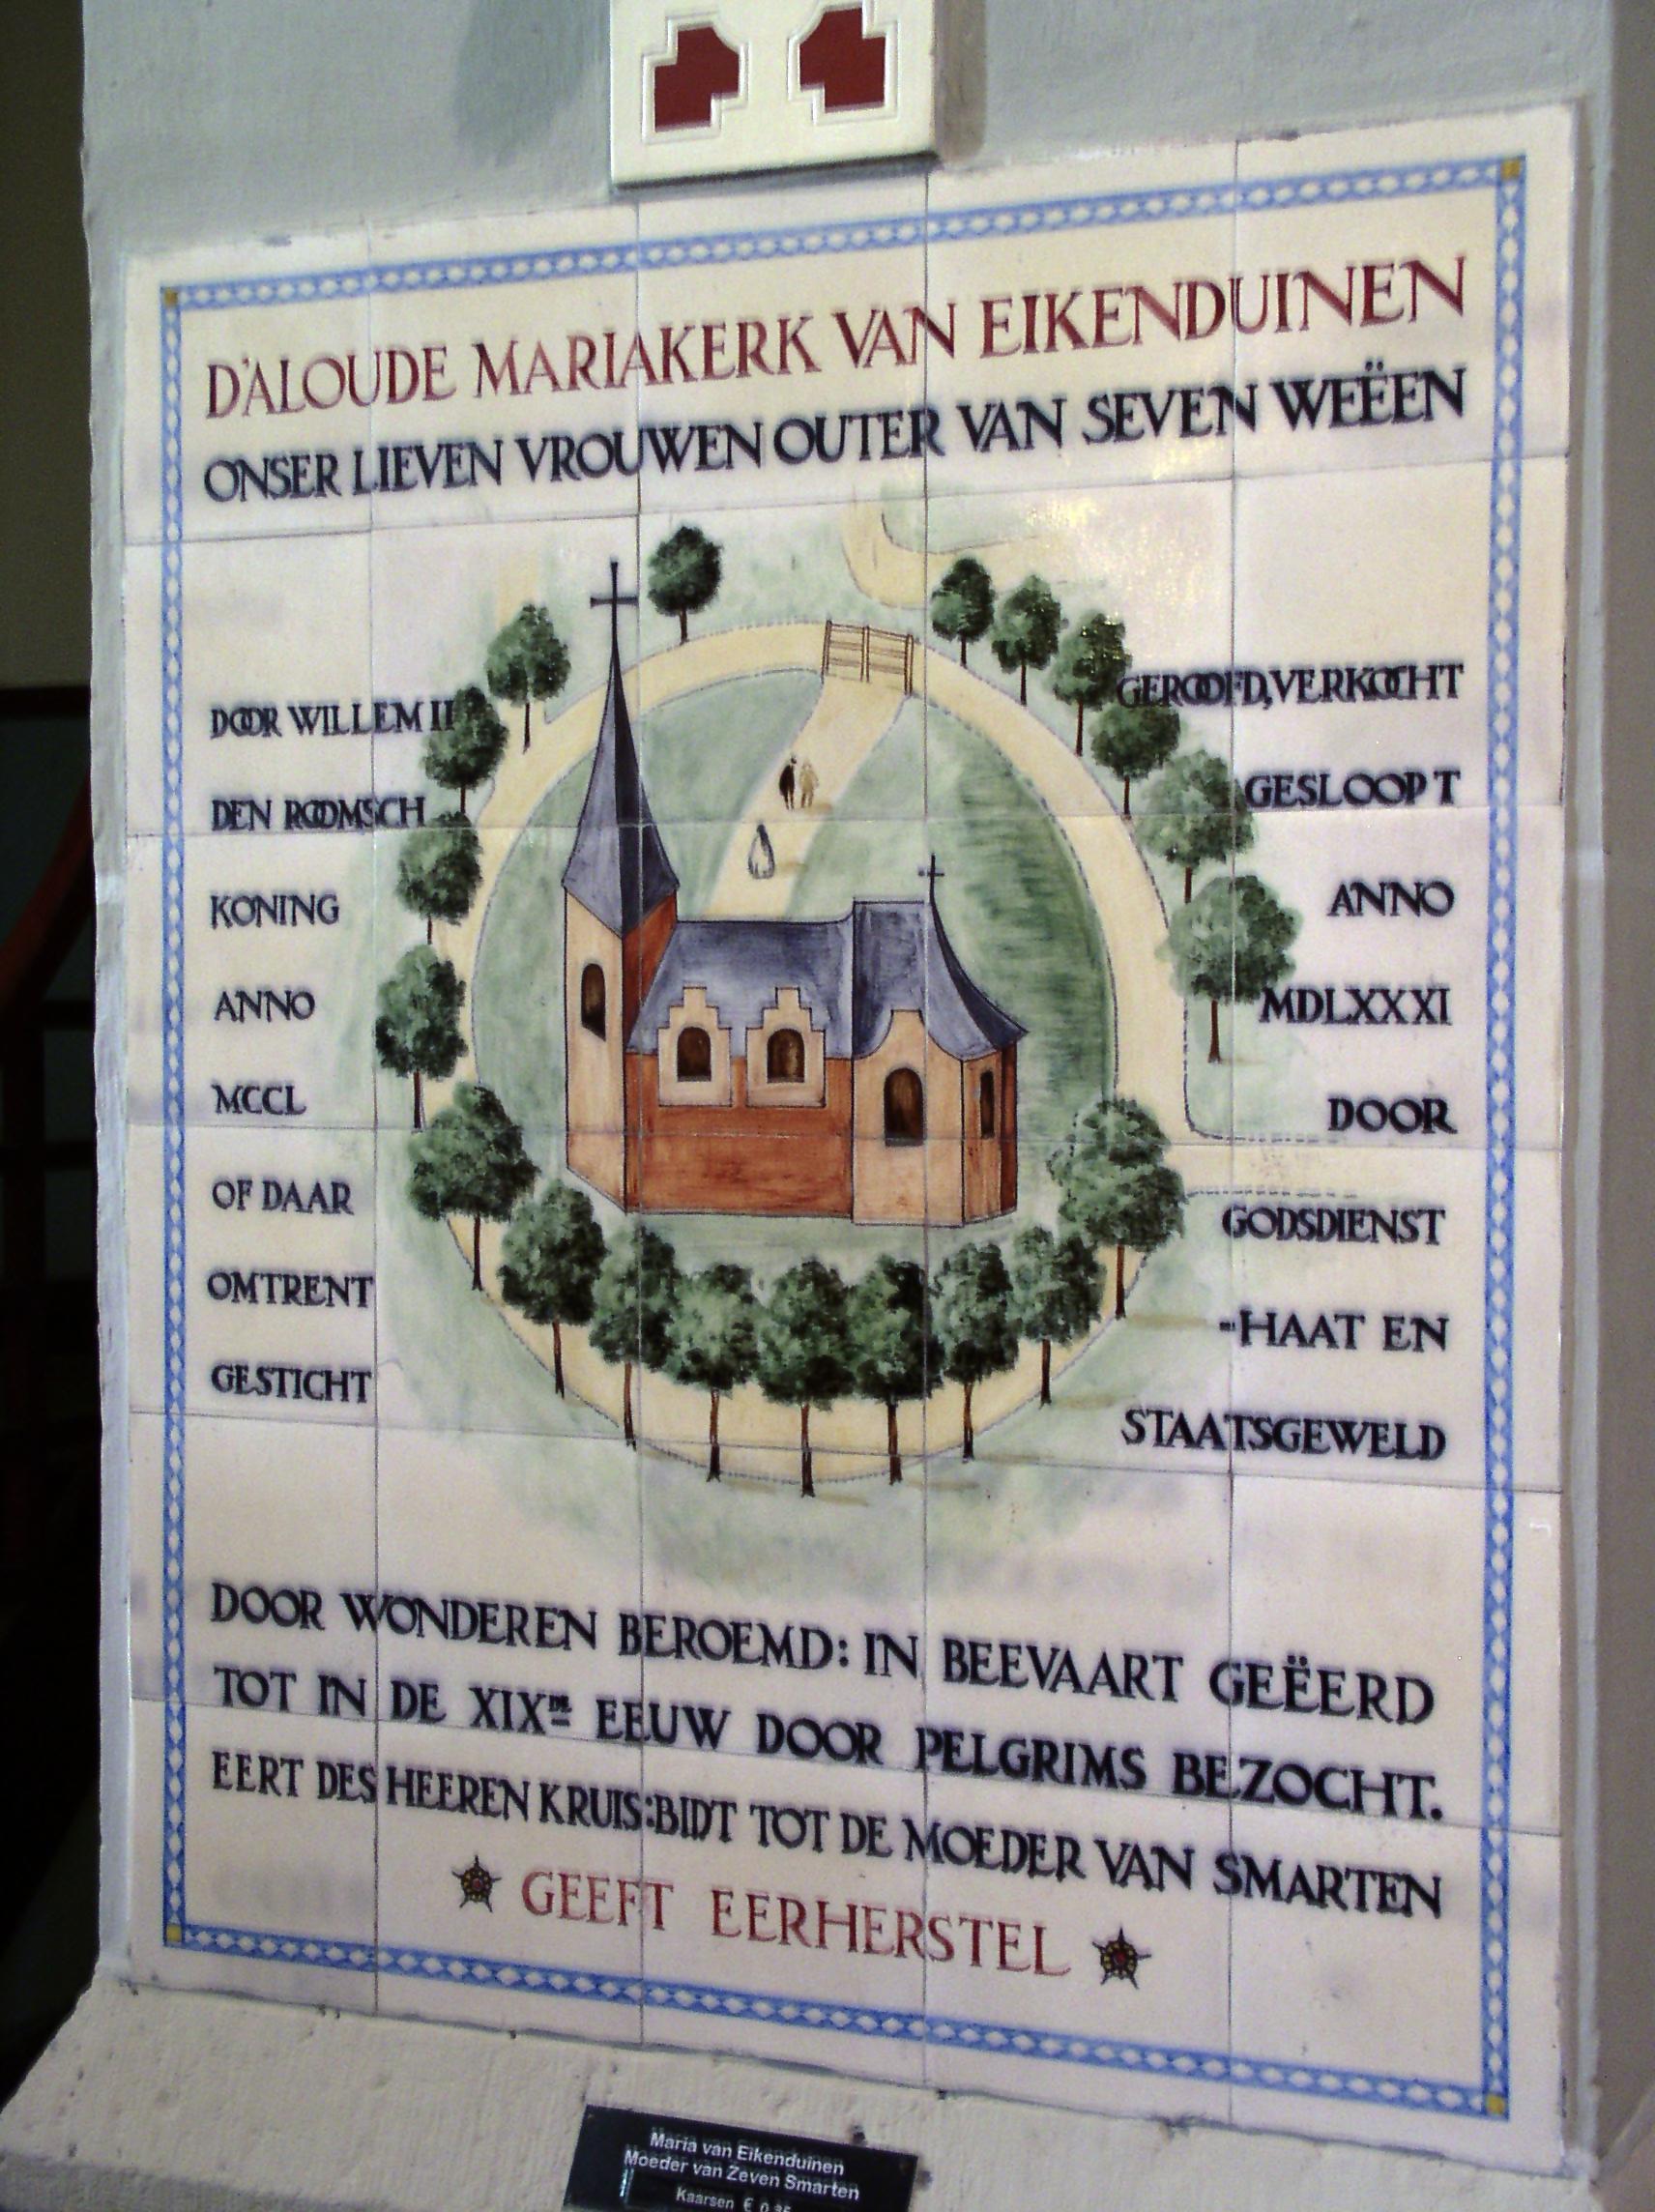 D'ALOUDE MARIAKERK VAN EIKENDUINEN
ONSER LIEVEN VROUWEN OUTER VAN SEVEN WEËEN
DOOR WILLEM II
DEN ROOMSCH
KONING
ANNO
MCCL
OF DAAR
OMTRENT
GESTICHT
GEROOFD, VERKOCHT
GESLOOPT
ANNO
MDLXXXI
DOOR
GODSDIENST
-HAAT EN
STAATSGEWELD
DOOR WONDEREN BEROEMD: IN BEEVAART GEËERD
TOT IN DE XIXDE EEUW DOOR PELGRIMS BEZOCHT.
EERT DES HEEREN KRUIS: BIDT TOT DE MOEDER VAN SMARTEN
GEEFT EERHERSTEL
Maria van Eikenduinen
Moeder van Zeven Smarten
Kaarsen €